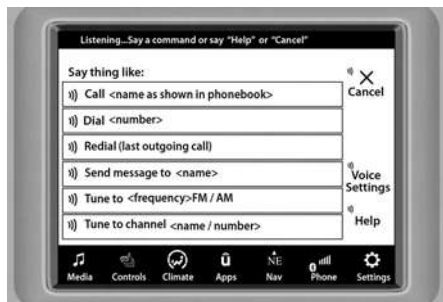 Listening...Say a command or say "Help" or "Cancel"
Say thing like:
Call <name as shown in phonebook>
Dial <number>
Redial (last outgoing call)
Send message to <name>
Tune to <frequency>FM / AM
Tune to channel <name / number>
Cancel
Voice
Settings
Help
NE
Media Controls Climate Apps Nav Phone Settings